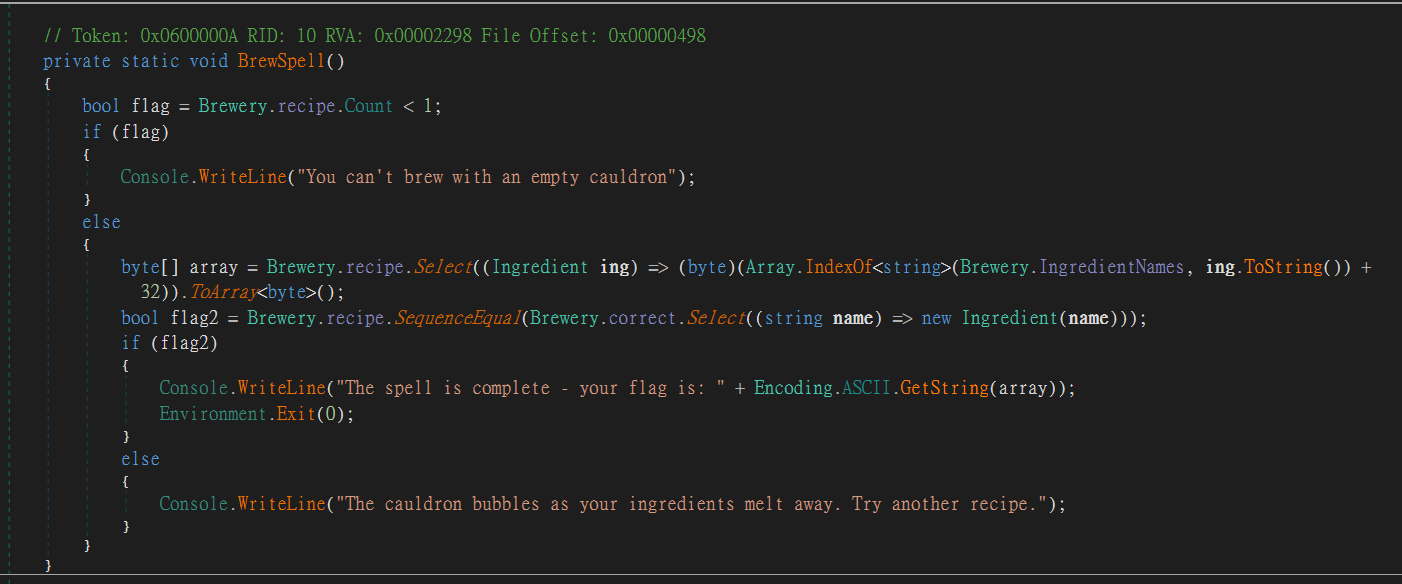 // Token: 0x0600000A RID: 10 RVA: 0x00002298 File Offset: 0x00000498
private static void BrewSpell()
{
bool flag = Brewery.recipe.Count < 1;
if (flag)
{
Console.WriteLine("You can't brew with an empty cauldron");
}
else
{
byte[] array = Brewery.recipe.Select((Ingredient ing) => (byte)(Array.IndexOf<string>(Brewery.IngredientNames, ing.ToString()) +
32)).ToArray<byte>();
bool flag2 = Brewery.recipe.SequenceEqual(Brewery.correct.Select((string name) => new Ingredient(name)));
if (flag2)
{
Console.WriteLine("The spell is complete - your flag is: " + Encoding.ASCII.GetString(array));
Environment.Exit(0);
}
else
{
Console.WriteLine("The cauldron bubbles as your ingredients melt away. Try another recipe.");
}
}
}